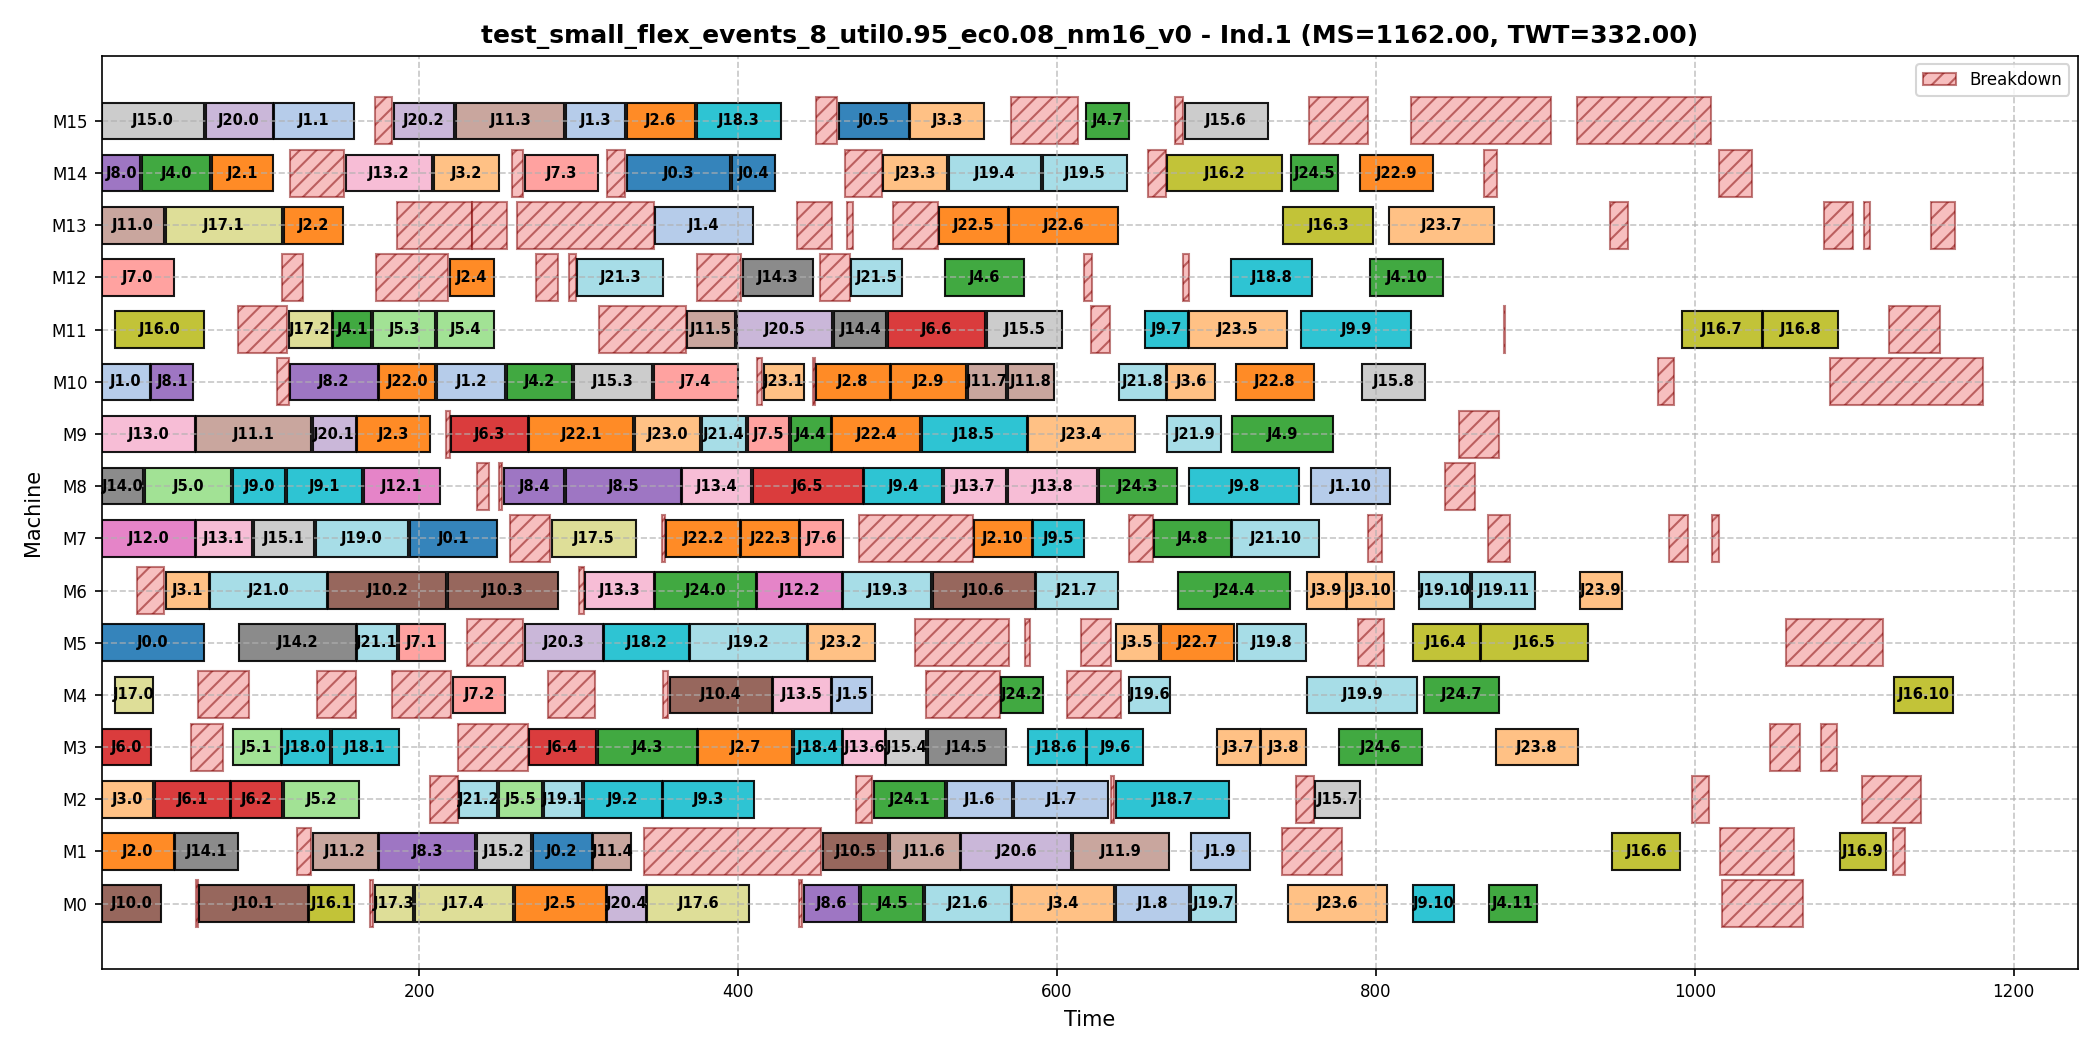 test_small_flex_events_8_util0.95_ec0.08_nm16_v0 - Ind.1 (MS=1162.00, TWT=332.00)
Breakdown
M15 J15.0 J20.0 J1.1 J20.2 J11.3 J1.3 J2.6 J18.3 J0.5 J3.3 J4.7 J15.6
M14 J8.0 J4.0 J2.1 J13.2 J3.2 J7.3 J0.3 J0.4 J23.3 J19.4 J19.5 J16.2 J24.5 J22.9
M13 J11.0 J17.1 J2.2 J1.4 J22.5 J22.6 J16.3 J23.7
M12 J7.0 J2.4 J21.3 J14.3 J21.5 J4.6 J18.8 J4.10
M11 J16.0 J17.2 J4.1 J5.3 J5.4 J11.5 J20.5 J14.4 J6.6 J15.5 J9.7 J23.5 J9.9 J16.7 J16.8
M10 J1.0 J8.1 J8.2 J22.0 J1.2 J4.2 J15.3 J7.4 J23.1 J2.8 J2.9 J11.7 J11.8 J21.8 J3.6 J22.8 J15.8
M9 J13.0 J11.1 J20.1 J2.3 J6.3 J22.1 J23.0 J21.4 J7.5 J4.4 J22.4 J18.5 J23.4 J21.9 J4.9
M8 J14.0 J5.0 J9.0 J9.1 J12.1 J8.4 J8.5 J13.4 J6.5 J9.4 J13.7 J13.8 J24.3 J9.8 J1.10
M7 J12.0 J13.1 J15.1 J19.0 J0.1 J17.5 J22.2 J22.3 J7.6 J2.10 J9.5 J4.8 J21.10
M6 J3.1 J21.0 J10.2 J10.3 J13.3 J24.0 J12.2 J19.3 J10.6 J21.7 J24.4 J3.9 J3.10 J19.10 J19.11 J23.9
M5 J0.0 J14.2 J21.1 J7.1 J20.3 J18.2 J19.2 J23.2 J3.5 J22.7 J19.8 J16.4 J16.5
M4 J17.0 J7.2 J10.4 J13.5 J1.5 J24.2 J19.6 J19.9 J24.7 J16.10
M3 J6.0 J5.1 J18.0 J18.1 J6.4 J4.3 J2.7 J18.4 J13.6 J15.4 J14.5 J18.6 J9.6 J3.7 J3.8 J24.6 J23.8
M2 J3.0 J6.1 J6.2 J5.2 J21.2 J5.5 J19.1 J9.2 J9.3 J24.1 J1.6 J1.7 J18.7 J15.7
M1 J2.0 J14.1 J11.2 J8.3 J15.2 J0.2 J11.4 J10.5 J11.6 J20.6 J11.9 J1.9 J16.6 J16.9
M0 J10.0 J10.1 J16.1 J17.3 J17.4 J2.5 J20.4 J17.6 J8.6 J4.5 J21.6 J3.4 J1.8 J19.7 J23.6 J9.10 J4.11
200 400 600 800 1000 1200
Time
Machine